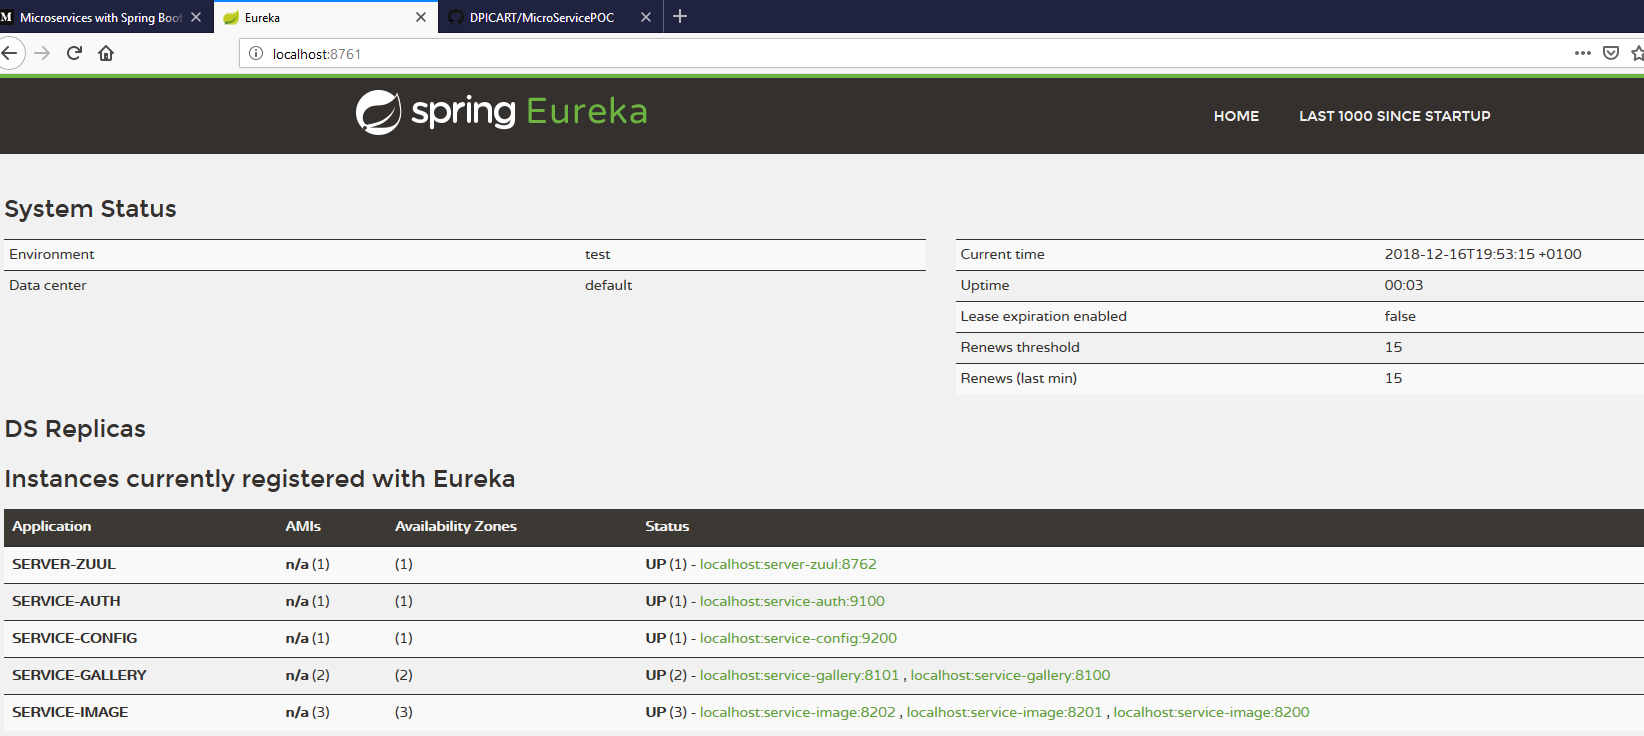 M Microservices with Spring Boot
Eureka
DPICART/MicroServicePOC
localhost:8761
spring Eureka
HOME LAST 1000 SINCE STARTUP
System Status
Environment test
Data center default
Current time 2018-12-16T19:53:15 +0100
Uptime 00:03
Lease expiration enabled false
Renews threshold 15
Renews (last min) 15
DS Replicas
Instances currently registered with Eureka
Application AMIs Availability Zones Status
SERVER-ZUUL n/a (1) (1) UP (1) - localhost:server-zuul:8762
SERVICE-AUTH n/a (1) (1) UP (1) - localhost:service-auth:9100
SERVICE-CONFIG n/a (1) (1) UP (1) - localhost:service-config:9200
SERVICE-GALLERY n/a (2) (2) UP (2) - localhost:service-gallery:8101 , localhost:service-gallery:8100
SERVICE-IMAGE n/a (3) (3) UP (3) - localhost:service-image:8202 , localhost:service-image:8201 , localhost:service-image:8200